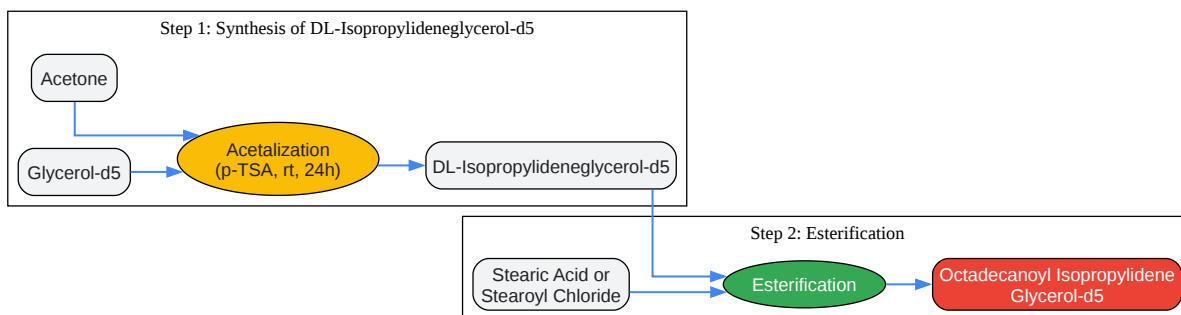 Step 1: Synthesis of DL-Isopropylideneglycerol-d5
Acetone
Glycerol-d5
Acetalization
(p-TSA, rt, 24h)
DL-Isopropylideneglycerol-d5
Step 2: Esterification
Stearic Acid or
Stearoyl Chloride
Esterification
Octadecanoyl Isopropylidene
Glycerol-d5